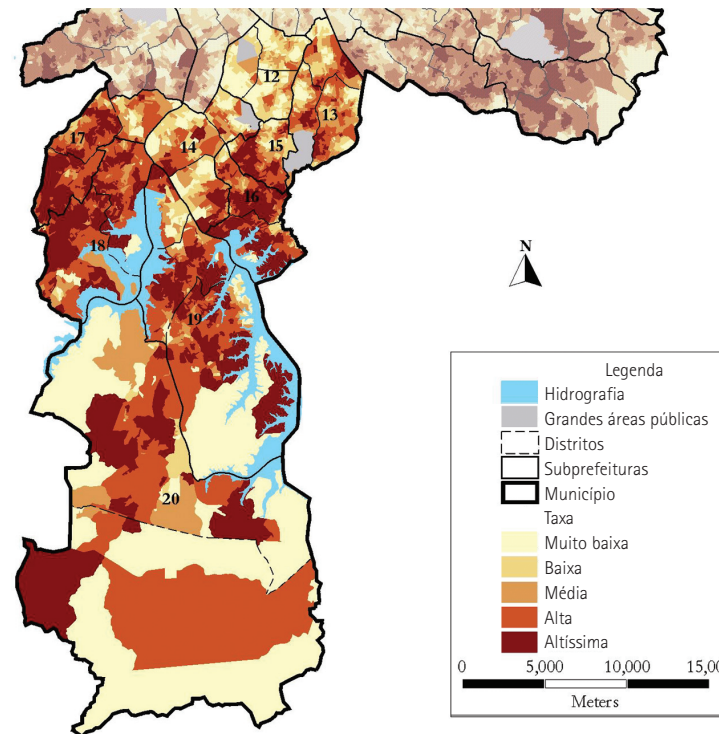 12
13
17
14
15
16
18
N
19
20
Legenda
Hidrografia
Grandes áreas públicas
Distritos
Subprefeituras
Município
Taxa
Muito baixa
Baixa
Média
Alta
Altíssima
0 5,000 10,000 15,00
Meters